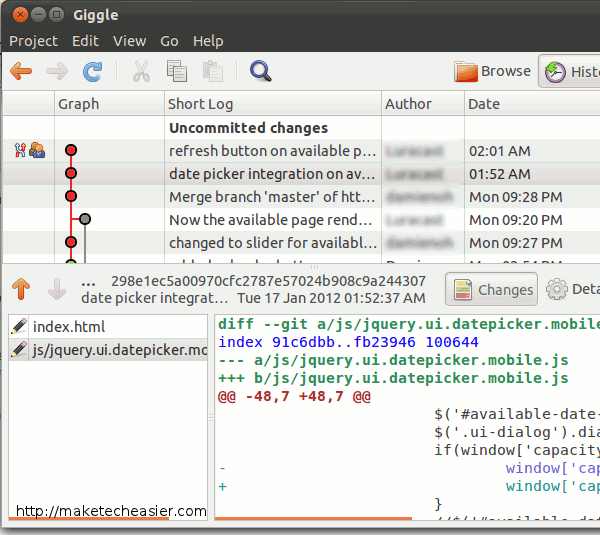 Giggle
Project Edit View Go Help
Browse Histo
Graph Short Log Author Date
Uncommitted changes
refresh button on available p... 02:01 AM
date picker integration on av... 01:52 AM
Merge branch 'master' of htt... Mon 09:28 PM
Now the available page rend... Mon 09:20 PM
changed to slider for availabl... Mon 09:27 PM
... 298e1ec5a00970cfc2787e57024b908c9a244307
date picker integrat... Tue 17 Jan 2012 01:52:37 AM
Changes Deta
index.html
js/jquery.ui.datepicker.mo
diff --git a/js/jquery.ui.datepicker.mobile
index 91c6dbb..fb23946 100644
--- a/js/jquery.ui.datepicker.mobile.js
+++ b/js/jquery.ui.datepicker.mobile.js
@@ -48,7 +48,7 @@
$('#available-date-
$('.ui-dialog').dia
if(window['capacity
- window['cap
+ window['cap
}
http://maketecheasier.com